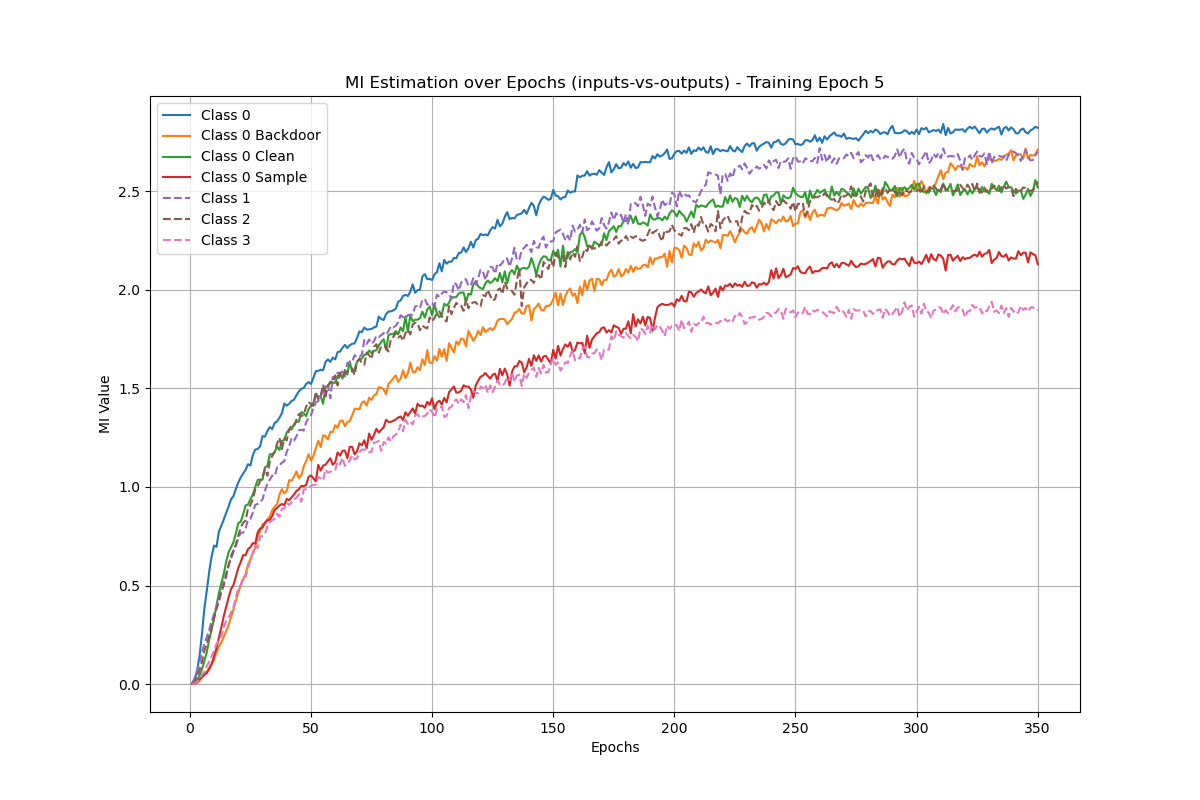 MI Estimation over Epochs (inputs-vs-outputs) - Training Epoch 5
Class 0
Class 0 Backdoor
Class 0 Clean
Class 0 Sample
Class 1
Class 2
Class 3
MI Value
2.5
2.0
1.5
1.0
0.5
0.0
0 50 100 150 200 250 300 350
Epochs